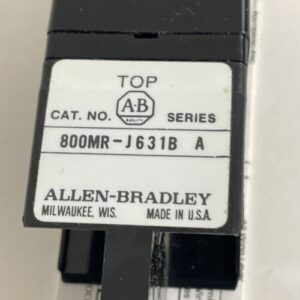 TOP
A-B
QUALITY
CAT. NO. SERIES
800MR-J631B A
ALLEN-BRADLEY
MILWAUKEE, WIS. MADE IN U.S.A.